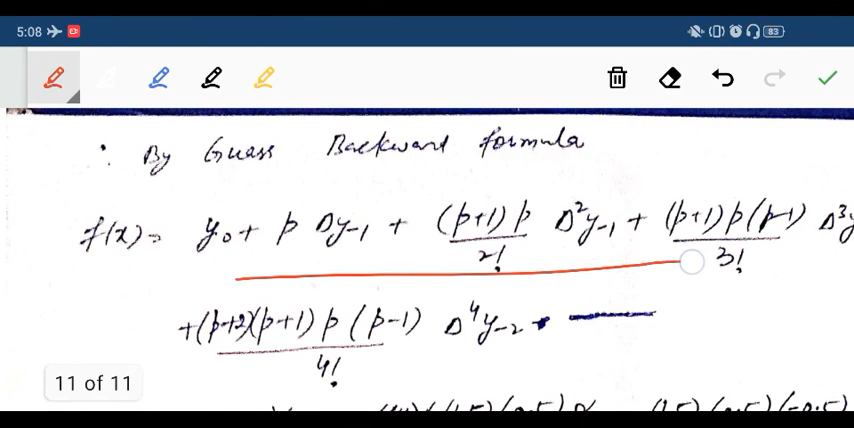 5:08
83
∴ By Guass Backward formula
f(x) = y₀ + p Δy₋₁ + (p+1) p / 2! Δ²y₋₁ + (p+1) p (p-1) / 3! Δ³y
+ (p+2)(p+1) p (p-1) / 4! Δ⁴y₋₂ +
11 of 11